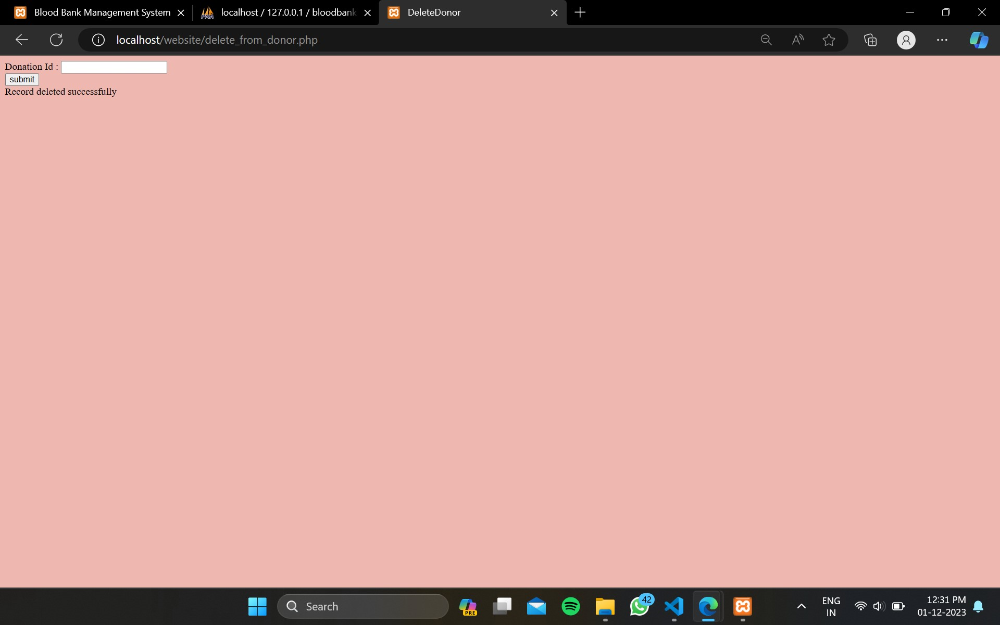 Blood Bank Management System
localhost / 127.0.0.1 / bloodbank
DeleteDonor
localhost/website/delete_from_donor.php
Donation Id :
submit
Record deleted successfully
Search
PRE
42
ENG
IN
12:31 PM
01-12-2023